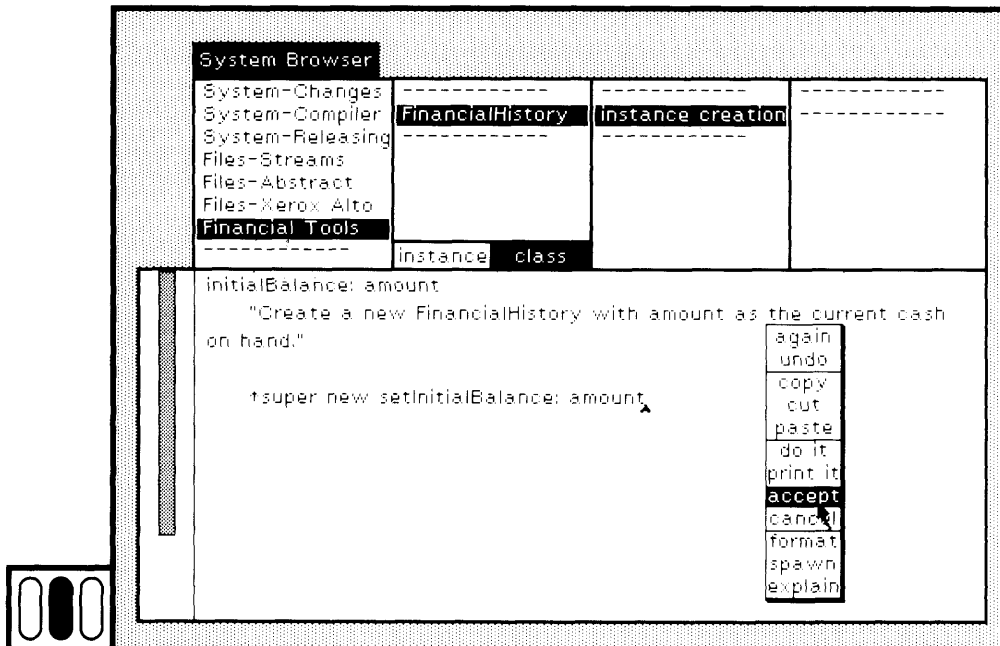 System Browser
System-Changes
System-Compiler
System-Releasing
Files-Streams
Files-Abstract
Files-Xerox Alto
Financial Tools
------------
------------
FinancialHistory
------------
instance
class
------------
instance creation
------------
------------
------------
initialBalance: amount
"Create a new FinancialHistory with amount as the current cash
on hand."
↑super new setInitialBalance: amount
again
undo
copy
cut
paste
do it
print it
accept
cancel
format
spawn
explain